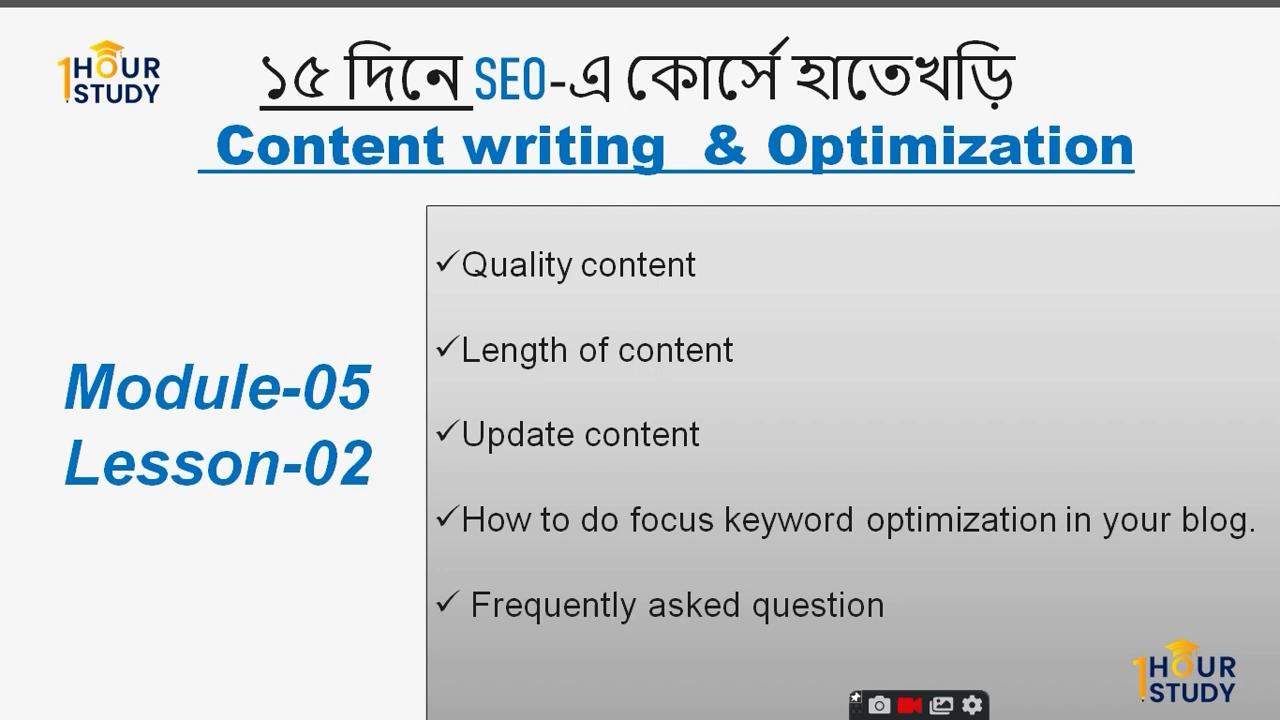 1HOUR
STUDY
১৫ দিনে SEO-এ কোর্সে হাতেখড়ি
Content writing & Optimization
Module-05
Lesson-02
✓Quality content
✓Length of content
✓Update content
✓How to do focus keyword optimization in your blog.
✓ Frequently asked question
1HOUR
STUDY